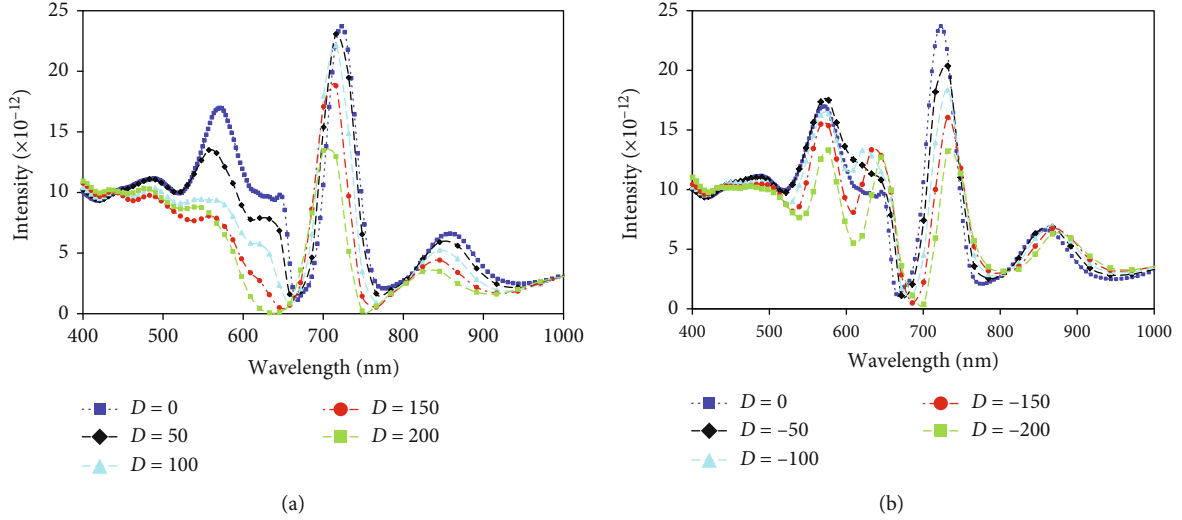 25
20
15
10
5
0
Intensity (×10⁻¹²)
400 500 600 700 800 900 1000
Wavelength (nm)
D = 0
D = 50
D = 100
D = 150
D = 200
(a)
25
20
15
10
5
0
Intensity (×10⁻¹²)
400 500 600 700 800 900 1000
Wavelength (nm)
D = 0
D = –50
D = –100
D = –150
D = –200
(b)